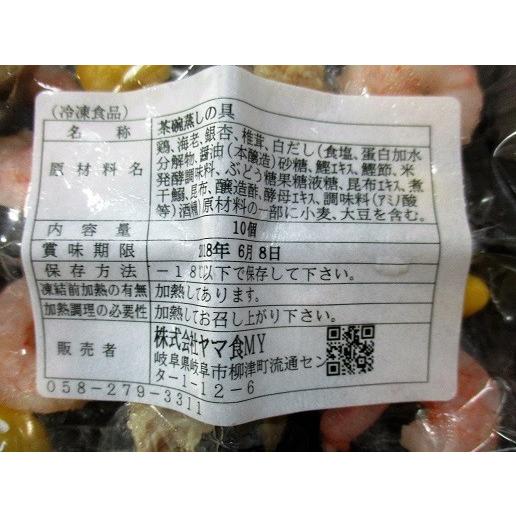 (冷凍食品)
名称 茶碗蒸しの具
原材料名 鶏、海老、銀杏、椎茸、白だし(食塩、蛋白加水
分解物、醤油(本醸造)砂糖、鰹エキス、鰹節、米
発酵調味料、ぶどう糖果糖液糖、昆布エキス、煮
干鰯、昆布、醸造酢、酵母エキス、調味料(アミノ酸
等)酒精)原材料の一部に小麦、大豆を含む。
内容量 10個
賞味期限 2018年 6月 8日
保存方法 -18℃以下で保存して下さい。
凍結前加熱の有無 加熱してあります。
加熱調理の必要性 加熱してお召し上がり下さい。
販売者 株式会社ヤマ食MY
岐阜県岐阜市柳津町流通セン
ター1-12-6
058-279-3311